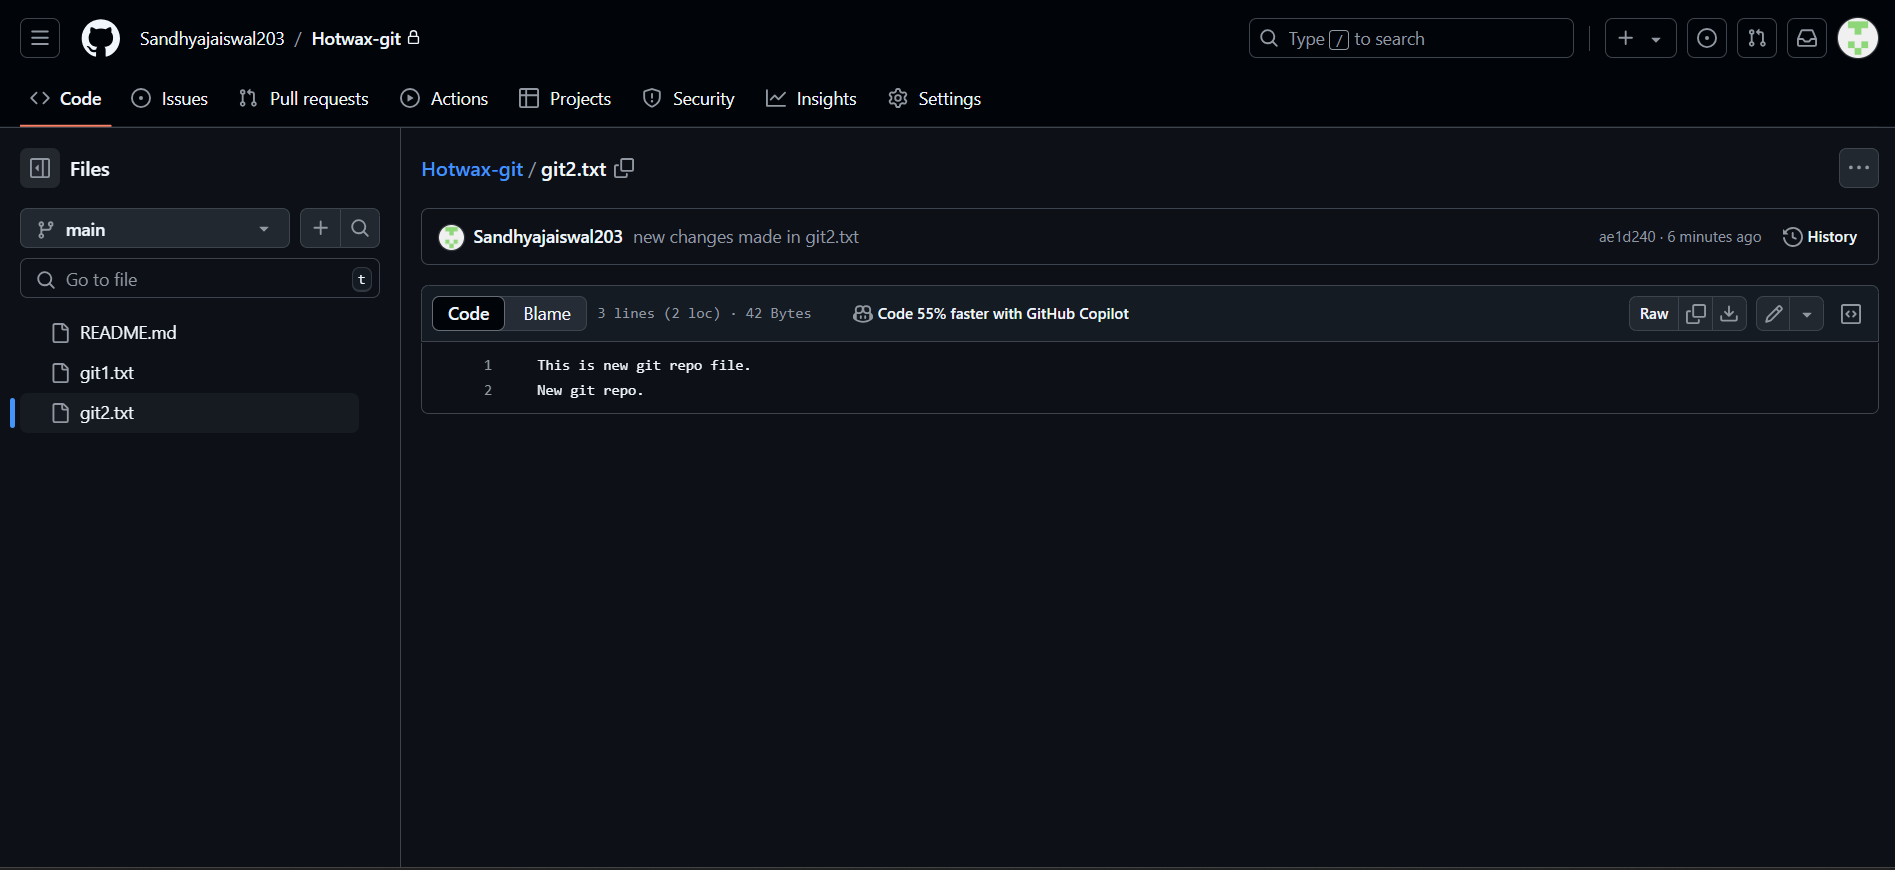 Sandhyajaiswal203 / Hotwax-git
Type / to search
Code Issues Pull requests Actions Projects Security Insights Settings
Files
Hotwax-git / git2.txt
main
Sandhyajaiswal203 new changes made in git2.txt
ae1d240 · 6 minutes ago History
Go to file t
Code Blame 3 lines (2 loc) · 42 Bytes Code 55% faster with GitHub Copilot
Raw
README.md
git1.txt
git2.txt
1 This is new git repo file.
2 New git repo.